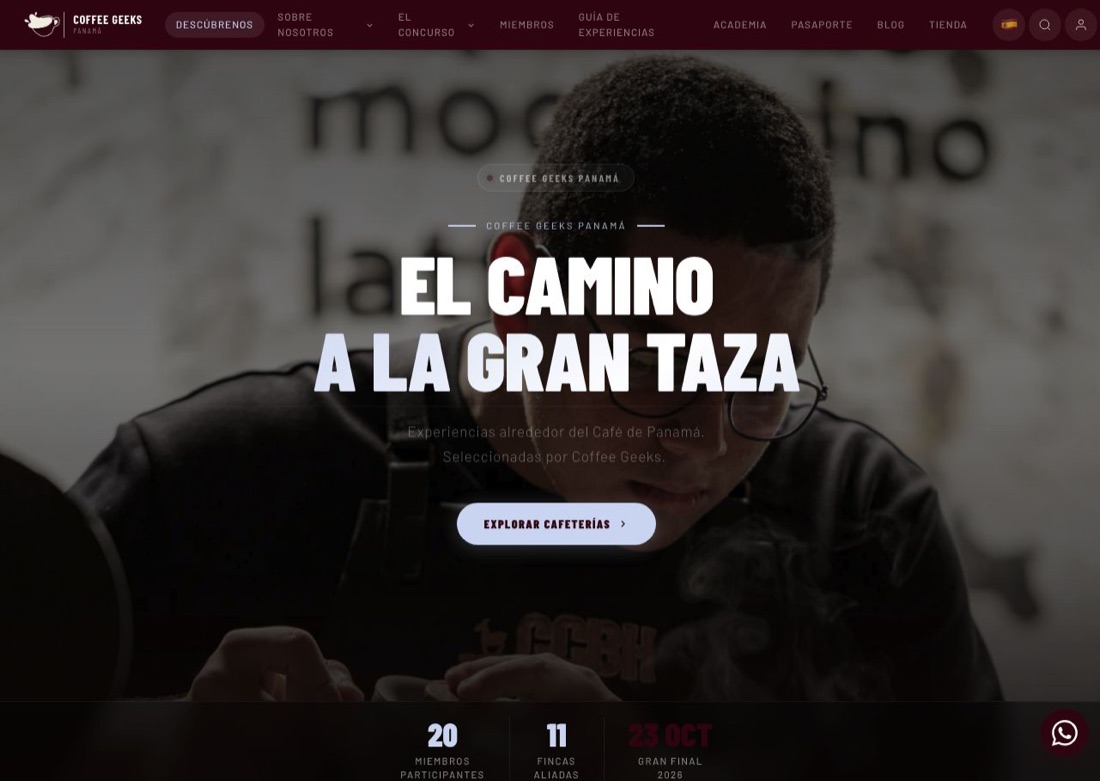 COFFEE GEEKS
PANAMÁ
DESCÚBRENOS
SOBRE
NOSOTROS
EL
CONCURSO
MIEMBROS
GUÍA DE
EXPERIENCIAS
ACADEMIA
PASAPORTE
BLOG
TIENDA
COFFEE GEEKS PANAMÁ
COFFEE GEEKS PANAMÁ
EL CAMINO
A LA GRAN TAZA
Experiencias alrededor del Café de Panamá.
Seleccionadas por Coffee Geeks.
EXPLORAR CAFETERÍAS
CCBH
20
MIEMBROS
PARTICIPANTES
11
FINCAS
ALIADAS
23 OCT
GRAN FINAL
2026